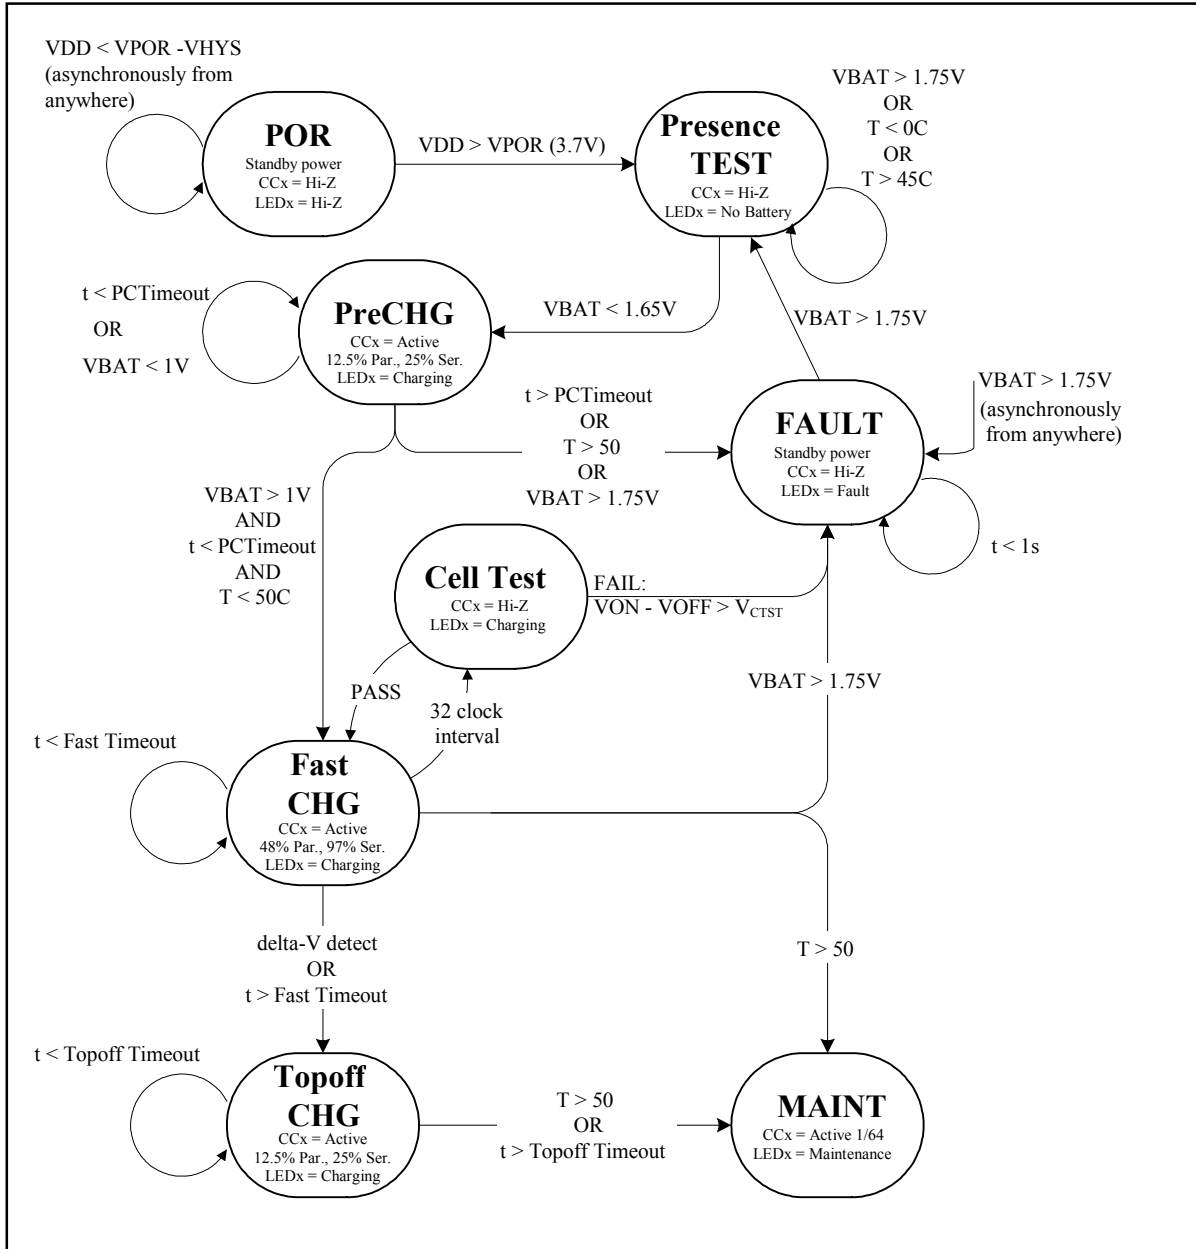 VDD < VPOR -VHYS
(asynchronously from
anywhere)
POR
Standby power
CCx = Hi-Z
LEDx = Hi-Z
VDD > VPOR (3.7V)
Presence
TEST
CCx = Hi-Z
LEDx = No Battery
VBAT > 1.75V
OR
T < 0C
OR
T > 45C
t < PCTimeout
OR
VBAT < 1V
PreCHG
CCx = Active
12.5% Par., 25% Ser.
LEDx = Charging
VBAT < 1.65V
VBAT > 1.75V
t > PCTimeout
OR
T > 50
OR
VBAT > 1.75V
FAULT
Standby power
CCx = Hi-Z
LEDx = Fault
VBAT > 1.75V
(asynchronously
from anywhere)
t < 1s
VBAT > 1V
AND
t < PCTimeout
AND
T < 50C
Cell Test
CCx = Hi-Z
LEDx = Charging
FAIL:
VON - VOFF > VCTST
PASS
32 clock
interval
VBAT > 1.75V
t < Fast Timeout
Fast
CHG
CCx = Active
48% Par., 97% Ser.
LEDx = Charging
delta-V detect
OR
t > Fast Timeout
T > 50
t < Topoff Timeout
Topoff
CHG
CCx = Active
12.5% Par., 25% Ser.
LEDx = Charging
T > 50
OR
t > Topoff Timeout
MAINT
CCx = Active 1/64
LEDx = Maintenance